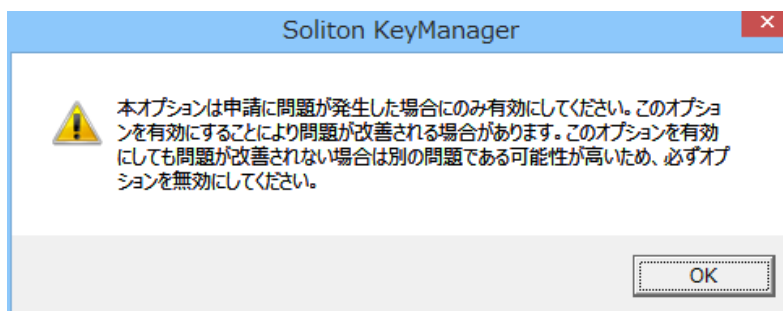 Soliton KeyManager
本オプションは申請に問題が発生した場合にのみ有効にしてください。このオプショ
ンを有効にすることにより問題が改善される場合があります。このオプションを有効
にしても問題が改善されない場合は別の問題である可能性が高いため、必ずオプ
ションを無効にしてください。
OK